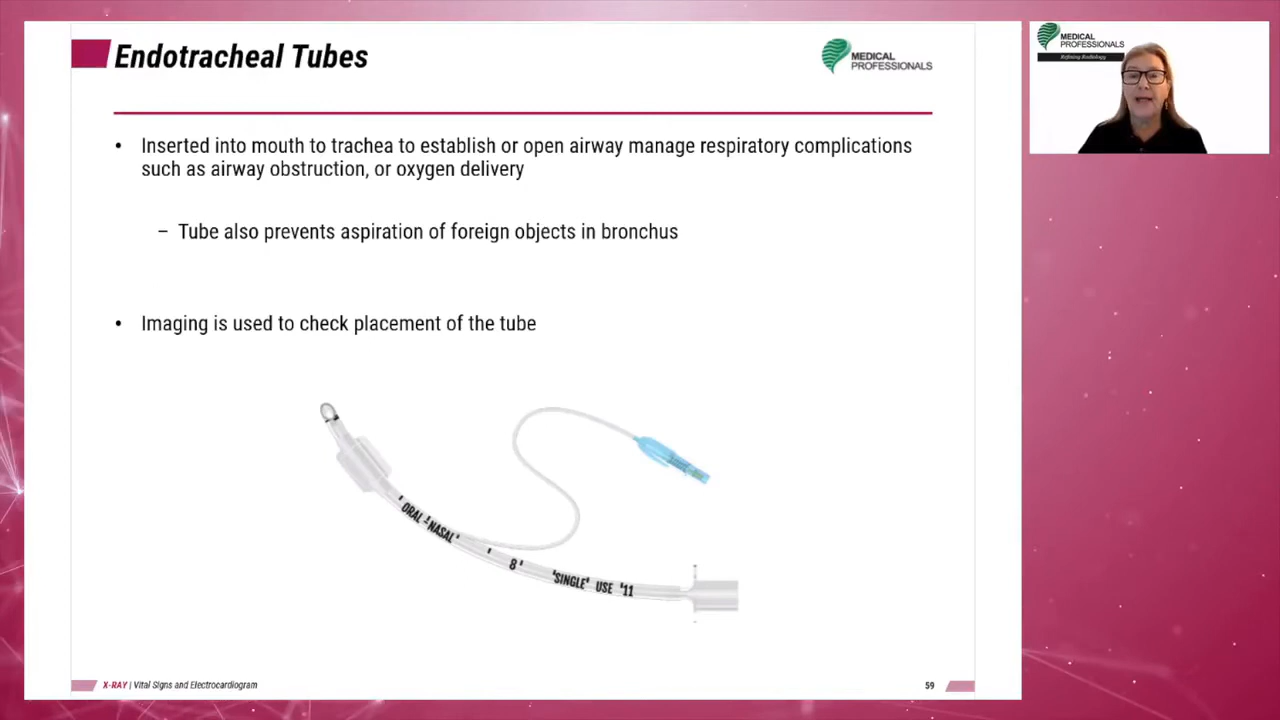 Endotracheal Tubes
MEDICAL
PROFESSIONALS
• Inserted into mouth to trachea to establish or open airway manage respiratory complications
such as airway obstruction, or oxygen delivery
– Tube also prevents aspiration of foreign objects in bronchus
• Imaging is used to check placement of the tube
ORAL - NASAL
8
SINGLE USE
11
X-RAY | Vital Signs and Electrocardiogram
59
MEDICAL
PROFESSIONALS
Refining Radiology